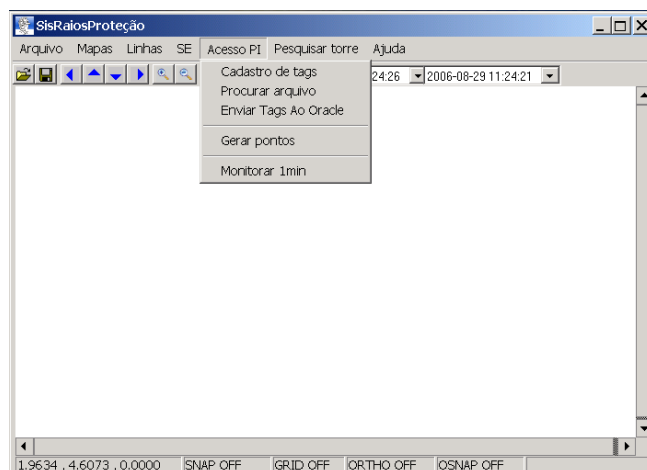 SisRaiosProteção
Arquivo Mapas Linhas SE Acesso PI Pesquisar torre Ajuda
24:26 2006-08-29 11:24:21
Cadastro de tags
Procurar arquivo
Enviar Tags Ao Oracle
Gerar pontos
Monitorar 1min
1.9634 , 4.6073 , 0.0000 SNAP OFF GRID OFF ORTHO OFF OSNAP OFF